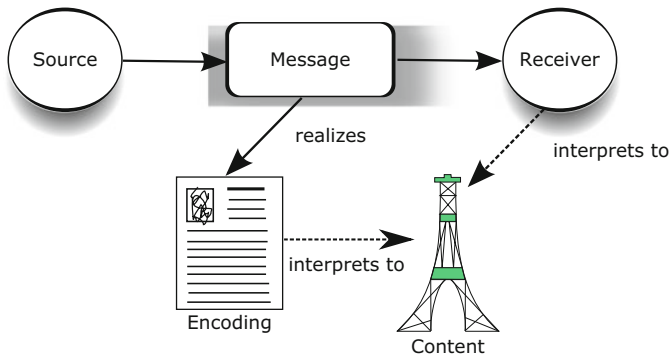 Source
Message
Receiver
realizes
interprets to
interprets to
Encoding
Content